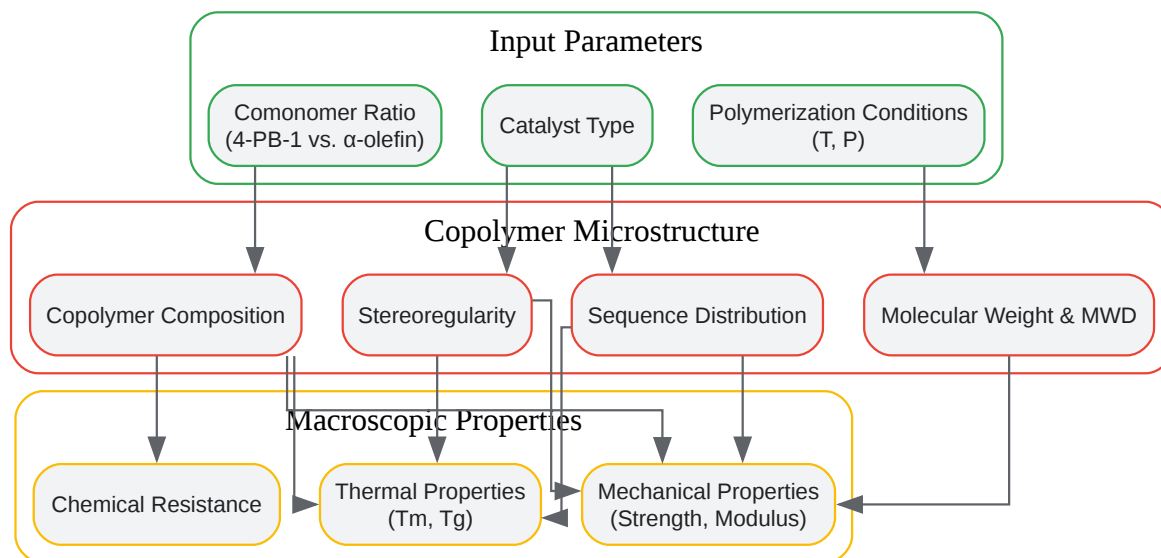 Input Parameters
Comonomer Ratio
(4-PB-1 vs. α-olefin)
Catalyst Type
Polymerization Conditions
(T, P)
Copolymer Microstructure
Copolymer Composition
Stereoregularity
Sequence Distribution
Molecular Weight & MWD
Macroscopic Properties
Chemical Resistance
Thermal Properties
(Tm, Tg)
Mechanical Properties
(Strength, Modulus)